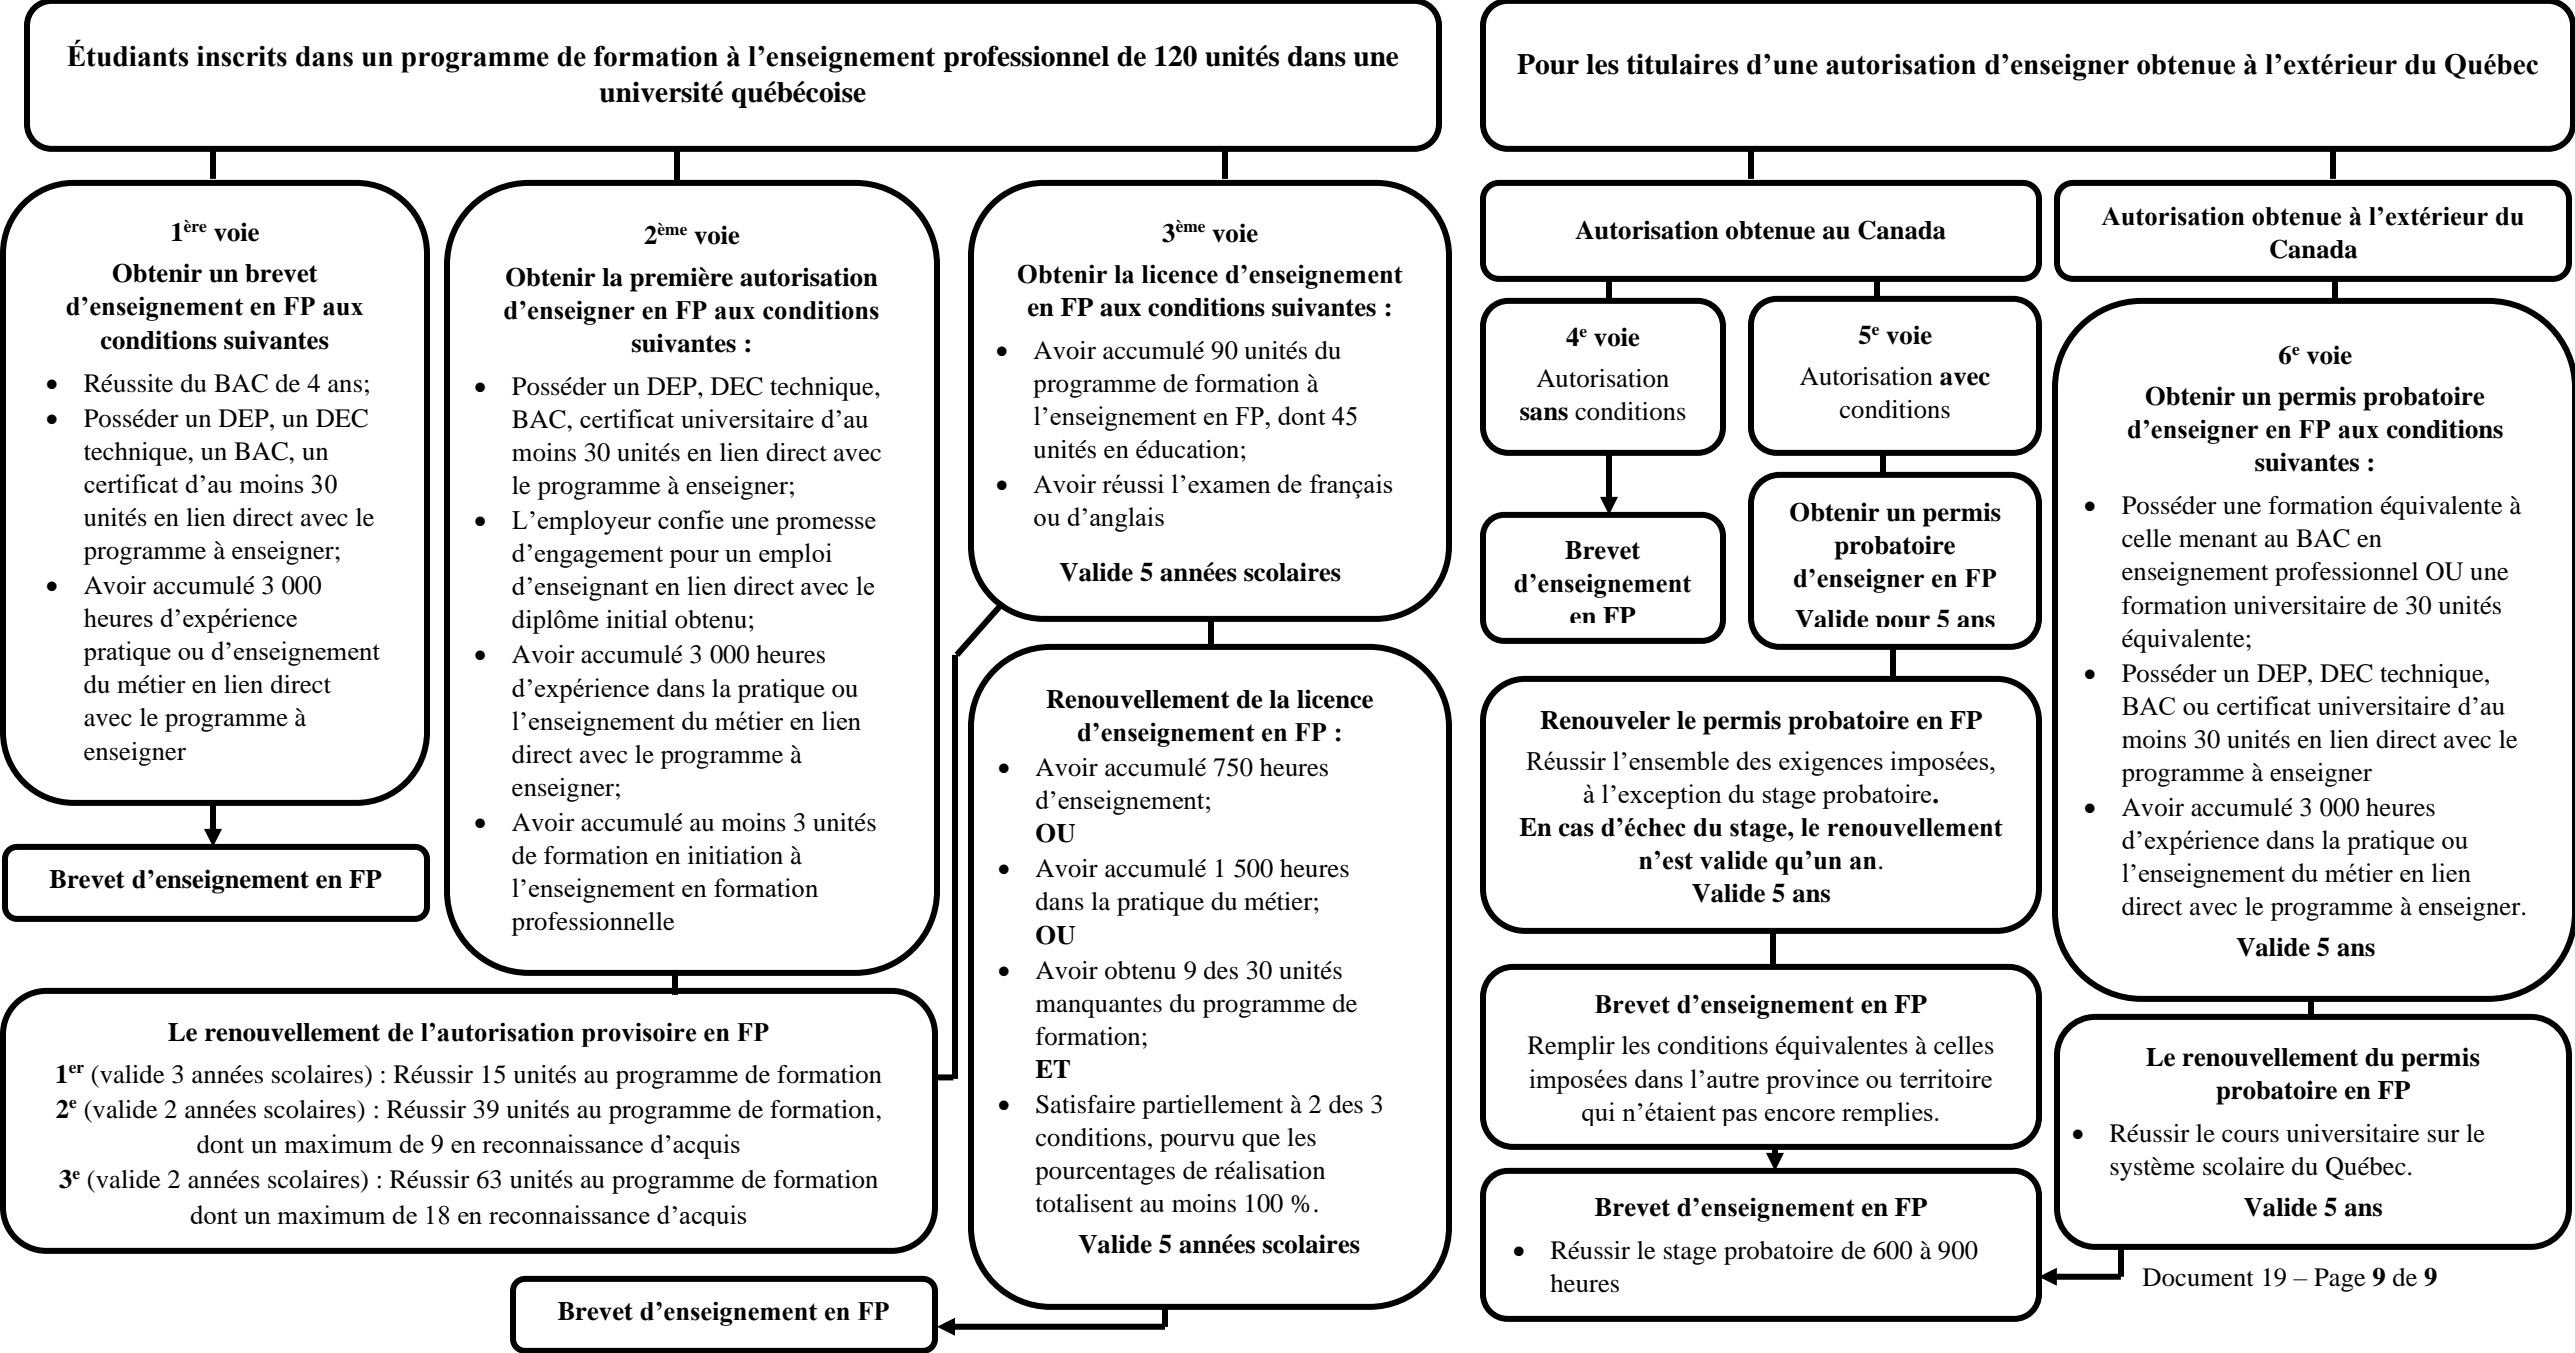 Étudiants inscrits dans un programme de formation à l’enseignement professionnel de 120 unités dans une
université québécoise
1ère voie
Obtenir un brevet
d’enseignement en FP aux
conditions suivantes
• Réussite du BAC de 4 ans;
• Posséder un DEP, un DEC
technique, un BAC, un
certificat d’au moins 30
unités en lien direct avec le
programme à enseigner;
• Avoir accumulé 3 000
heures d’expérience
pratique ou d’enseignement
du métier en lien direct
avec le programme à
enseigner
Brevet d’enseignement en FP
2ème voie
Obtenir la première autorisation
d’enseigner en FP aux conditions
suivantes :
• Posséder un DEP, DEC technique,
BAC, certificat universitaire d’au
moins 30 unités en lien direct avec
le programme à enseigner;
• L’employeur confie une promesse
d’engagement pour un emploi
d’enseignant en lien direct avec le
diplôme initial obtenu;
• Avoir accumulé 3 000 heures
d’expérience dans la pratique ou
l’enseignement du métier en lien
direct avec le programme à
enseigner;
• Avoir accumulé au moins 3 unités
de formation en initiation à
l’enseignement en formation
professionnelle
Le renouvellement de l’autorisation provisoire en FP
1er (valide 3 années scolaires) : Réussir 15 unités au programme de formation
2e (valide 2 années scolaires) : Réussir 39 unités au programme de formation,
dont un maximum de 9 en reconnaissance d’acquis
3e (valide 2 années scolaires) : Réussir 63 unités au programme de formation
dont un maximum de 18 en reconnaissance d’acquis
3ème voie
Obtenir la licence d’enseignement
en FP aux conditions suivantes :
• Avoir accumulé 90 unités du
programme de formation à
l’enseignement en FP, dont 45
unités en éducation;
• Avoir réussi l’examen de français
ou d’anglais
Valide 5 années scolaires
Renouvellement de la licence
d’enseignement en FP :
• Avoir accumulé 750 heures
d’enseignement;
OU
• Avoir accumulé 1 500 heures
dans la pratique du métier;
OU
• Avoir obtenu 9 des 30 unités
manquantes du programme de
formation;
ET
• Satisfaire partiellement à 2 des 3
conditions, pourvu que les
pourcentages de réalisation
totalisent au moins 100 %.
Valide 5 années scolaires
Brevet d’enseignement en FP
Pour les titulaires d’une autorisation d’enseigner obtenue à l’extérieur du Québec
Autorisation obtenue au Canada
4e voie
Autorisation
sans conditions
Brevet
d’enseignement
en FP
5e voie
Autorisation avec
conditions
Obtenir un permis
probatoire
d’enseigner en FP
Valide pour 5 ans
Renouveler le permis probatoire en FP
Réussir l’ensemble des exigences imposées,
à l’exception du stage probatoire.
En cas d’échec du stage, le renouvellement
n’est valide qu’un an.
Valide 5 ans
Brevet d’enseignement en FP
Remplir les conditions équivalentes à celles
imposées dans l’autre province ou territoire
qui n’étaient pas encore remplies.
Brevet d’enseignement en FP
• Réussir le stage probatoire de 600 à 900
heures
Autorisation obtenue à l’extérieur du
Canada
6e voie
Obtenir un permis probatoire
d’enseigner en FP aux conditions
suivantes :
• Posséder une formation équivalente à
celle menant au BAC en
enseignement professionnel OU une
formation universitaire de 30 unités
équivalente;
• Posséder un DEP, DEC technique,
BAC ou certificat universitaire d’au
moins 30 unités en lien direct avec le
programme à enseigner
• Avoir accumulé 3 000 heures
d’expérience dans la pratique ou
l’enseignement du métier en lien
direct avec le programme à enseigner.
Valide 5 ans
Le renouvellement du permis
probatoire en FP
• Réussir le cours universitaire sur le
système scolaire du Québec.
Valide 5 ans
Document 19 – Page 9 de 9